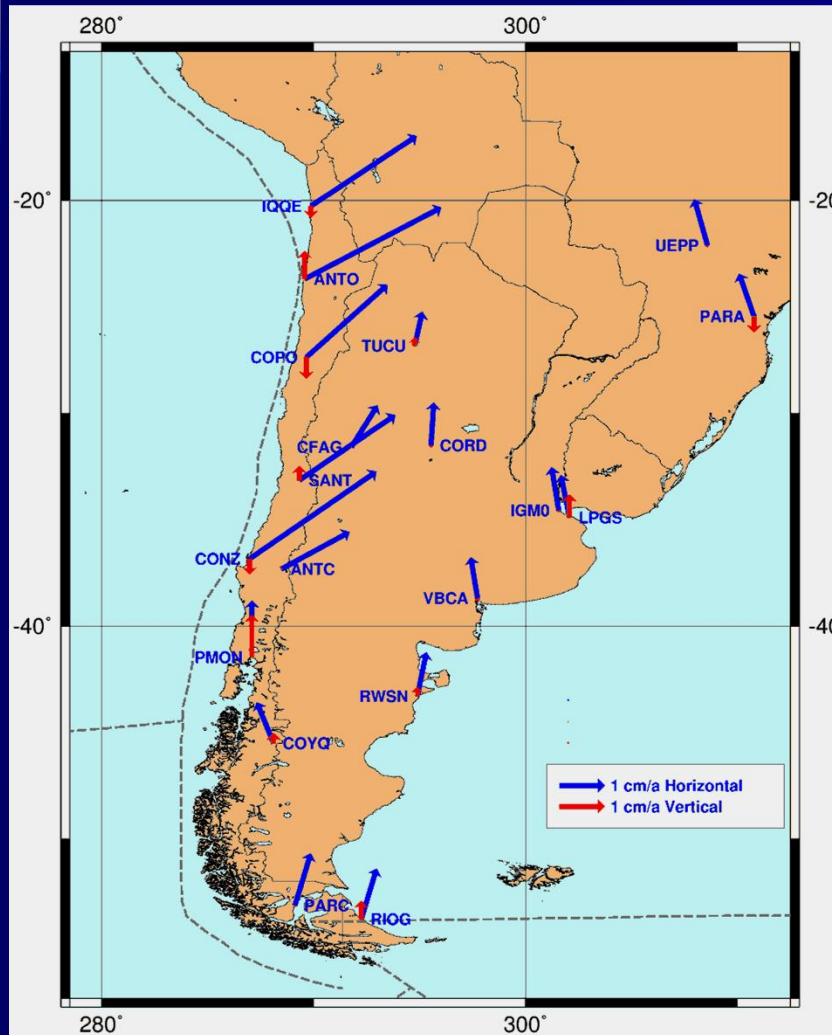 280˚ 300˚
-20˚ -20
IQQE
UEPP
ANTO
PARA
TUCU
COPO
CFAG CORD
SANT
IGM0 LPGS
CONZ
ANTC
VBCA
-40˚ -40
PMON
RWSN
COYQ
1 cm/a Horizontal
1 cm/a Vertical
PARC
RIOG
280˚ 300˚